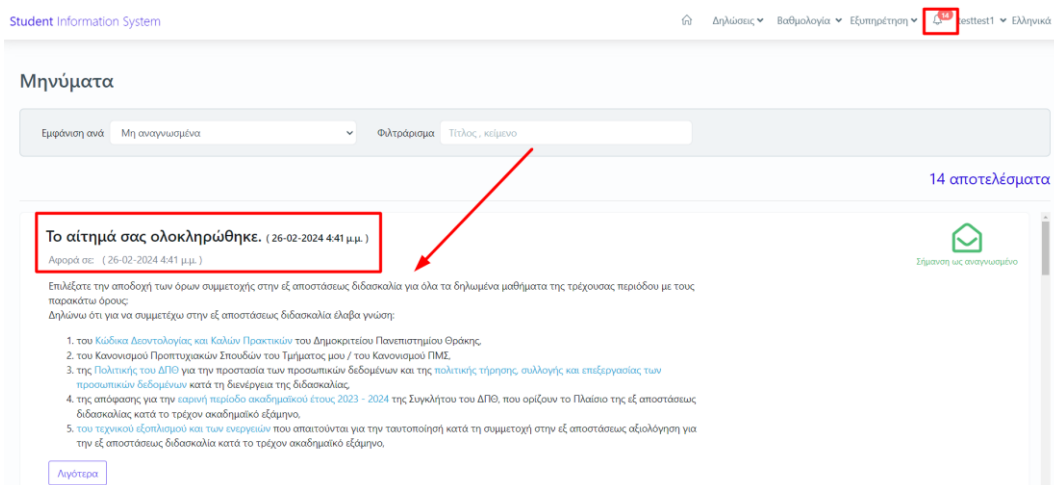 Student Information System
Δηλώσεις Βαθμολογία Εξυπηρέτηση 14 testtest1 Ελληνικά
Μηνύματα
Εμφάνιση ανά Μη αναγνωσμένα Φιλτράρισμα Τίτλος , κείμενο
14 αποτελέσματα
Το αίτημά σας ολοκληρώθηκε. ( 26-02-2024 4:41 μ.μ. )
Αφορά σε: ( 26-02-2024 4:41 μ.μ. )
Σήμανση ως αναγνωσμένο
Επιλέξατε την αποδοχή των όρων συμμετοχής στην εξ αποστάσεως διδασκαλία για όλα τα δηλωμένα μαθήματα της τρέχουσας περιόδου με τους
παρακάτω όρους:
Δηλώνω ότι για να συμμετέχω στην εξ αποστάσεως διδασκαλία έλαβα γνώση:
1. του Κώδικα Δεοντολογίας και Καλών Πρακτικών του Δημοκριτείου Πανεπιστημίου Θράκης,
2. του Κανονισμού Προπτυχιακών Σπουδών του Τμήματος μου / του Κανονισμού ΠΜΣ,
3. της Πολιτικής του ΔΠΘ για την προστασία των προσωπικών δεδομένων και της πολιτικής τήρησης, συλλογής και επεξεργασίας των
προσωπικών δεδομένων κατά τη διενέργεια της διδασκαλίας,
4. της απόφασης για την εαρινή περίοδο ακαδημαϊκού έτους 2023 - 2024 της Συγκλήτου του ΔΠΘ, που ορίζουν το Πλαίσιο της εξ αποστάσεως
διδασκαλίας κατά το τρέχον ακαδημαϊκό εξάμηνο,
5. του τεχνικού εξοπλισμού και των ενεργειών που απαιτούνται για την ταυτοποίησή κατά τη συμμετοχή στην εξ αποστάσεως αξιολόγηση για
την εξ αποστάσεως διδασκαλία κατά το τρέχον ακαδημαϊκό εξάμηνο,
Λιγότερα